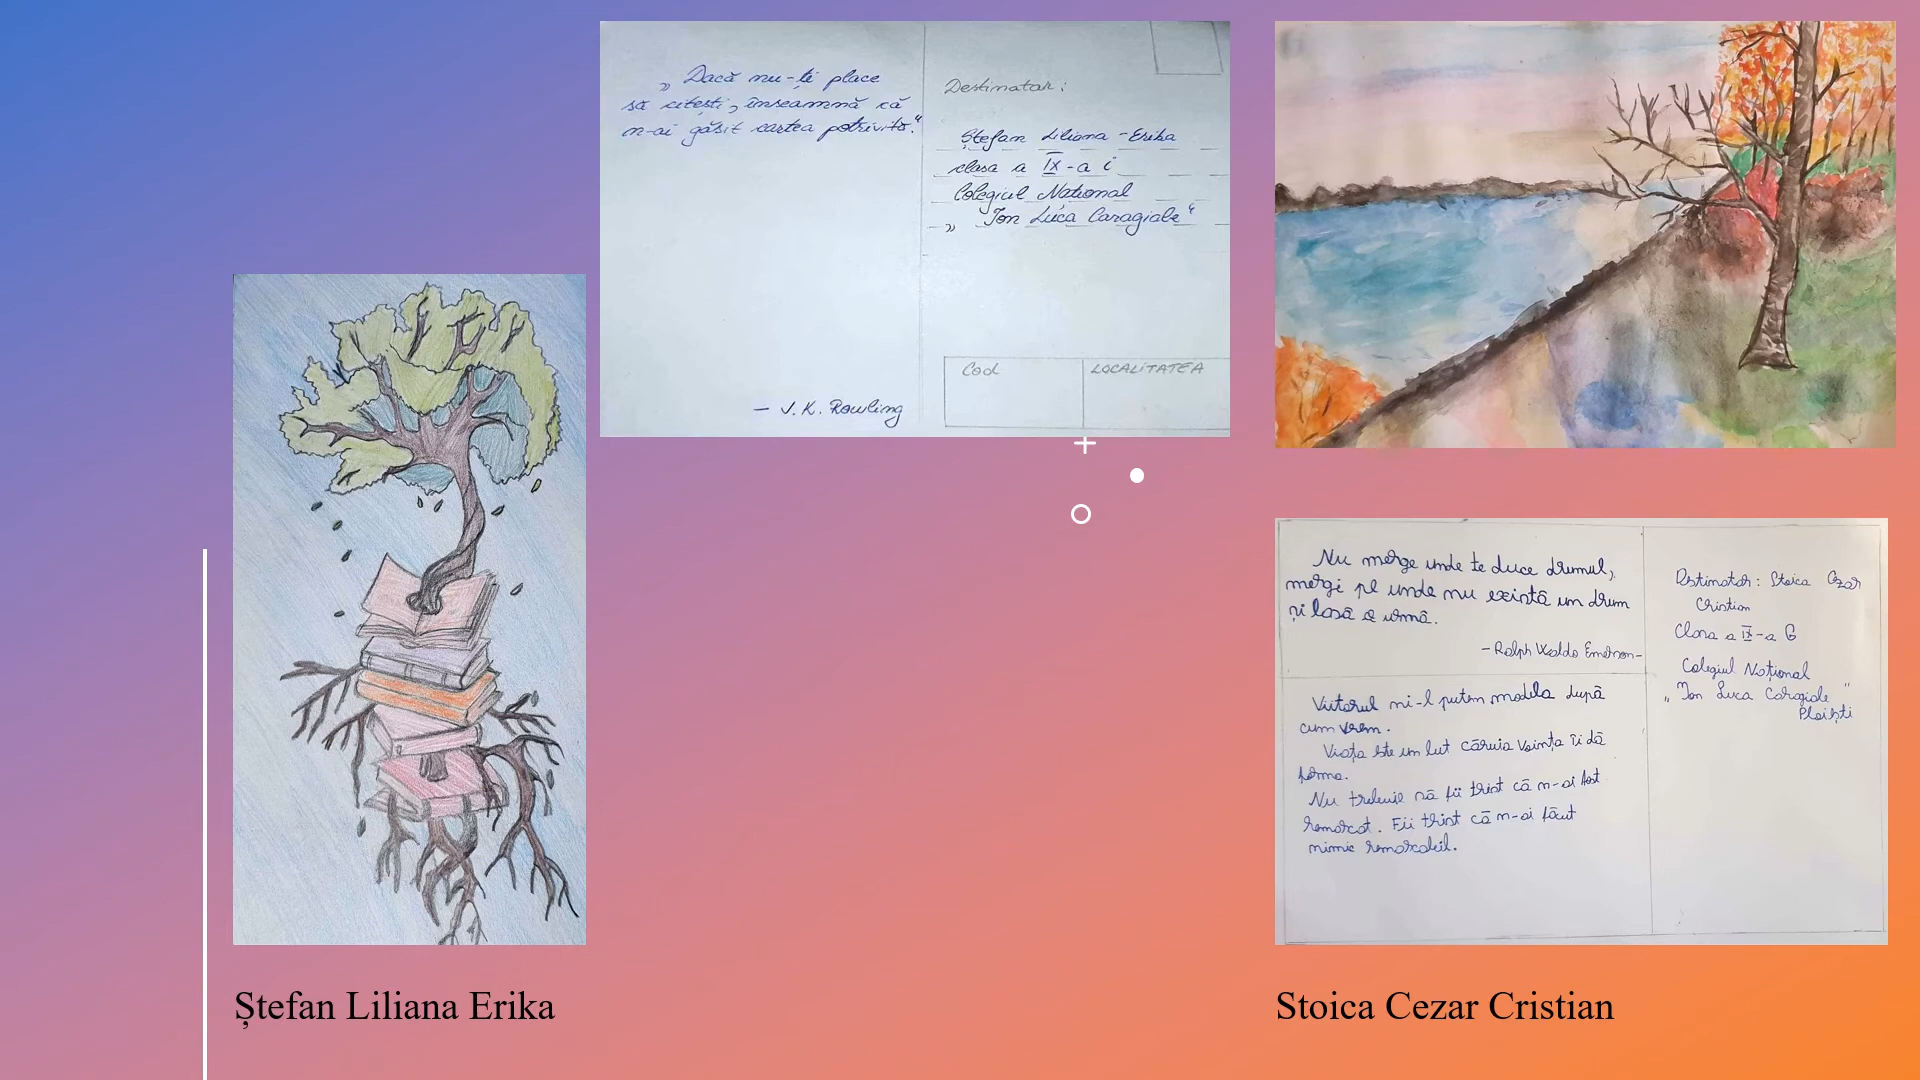 „ Dacă nu-ți place
să citești, înseamnă că
n-ai găsit cartea potrivită.“
— J. K. Rowling
Destinatar:
Ștefan Liliana - Erika
clasa a IX-a i
Colegiul Național
„ Ion Luca Caragiale“
Cod
LOCALITATEA
Nu merge unde te duce drumul,
mergi pe unde nu există un drum
și lasă o urmă.
-Ralph Waldo Emerson-
Viitorul ni-l putem modela după
cum vrem.
Viața este un lut căruia voința îi dă
forma.
Nu trebuie să fii trist că n-ai fost
remarcat. Fii trist că n-ai făcut
nimic remarcabil.
Destinatar: Stoica Cezar
Cristian
Clasa a IX-a G
Colegiul Național
„ Ion Luca Caragiale ”
Ploiești
Ștefan Liliana Erika
Stoica Cezar Cristian